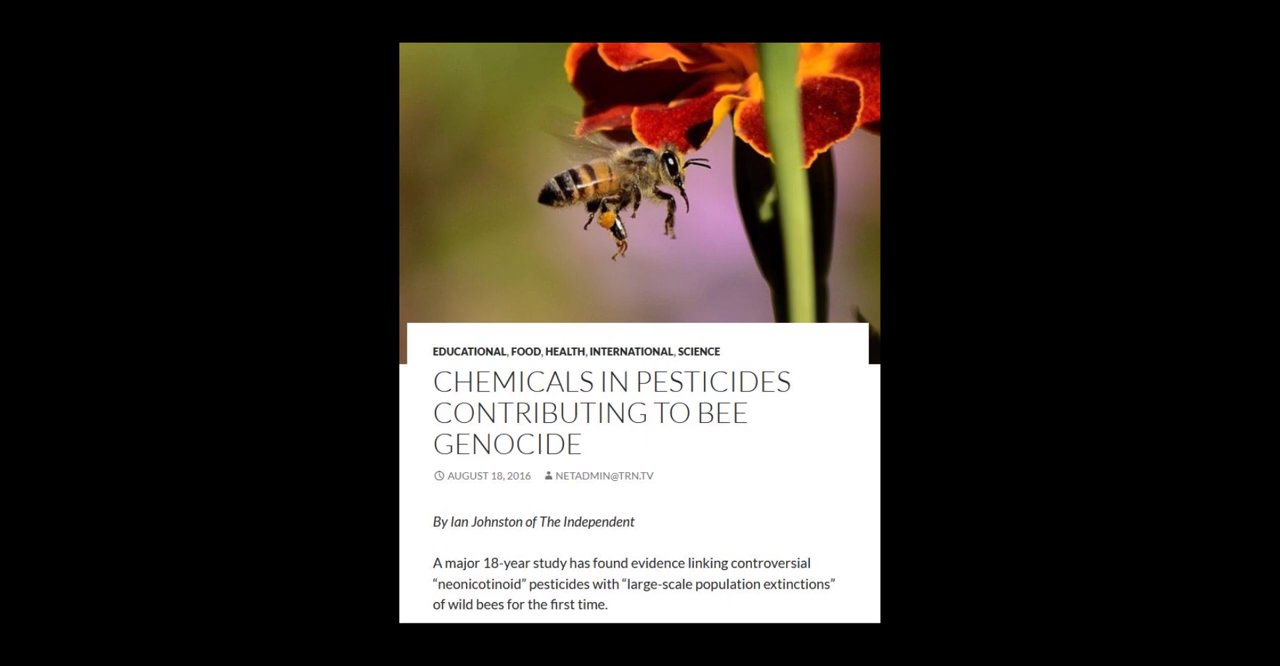 EDUCATIONAL, FOOD, HEALTH, INTERNATIONAL, SCIENCE
CHEMICALS IN PESTICIDES
CONTRIBUTING TO BEE
GENOCIDE
AUGUST 18, 2016 NETADMIN@TRN.TV
By Ian Johnston of The Independent
A major 18-year study has found evidence linking controversial
“neonicotinoid” pesticides with “large-scale population extinctions”
of wild bees for the first time.